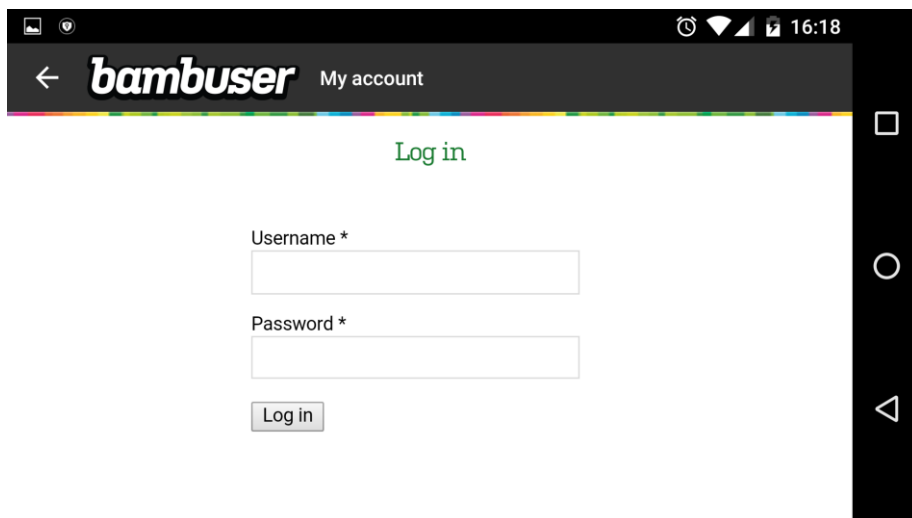 16:18
bambuser My account
Log in
Username *
Password *
Log in